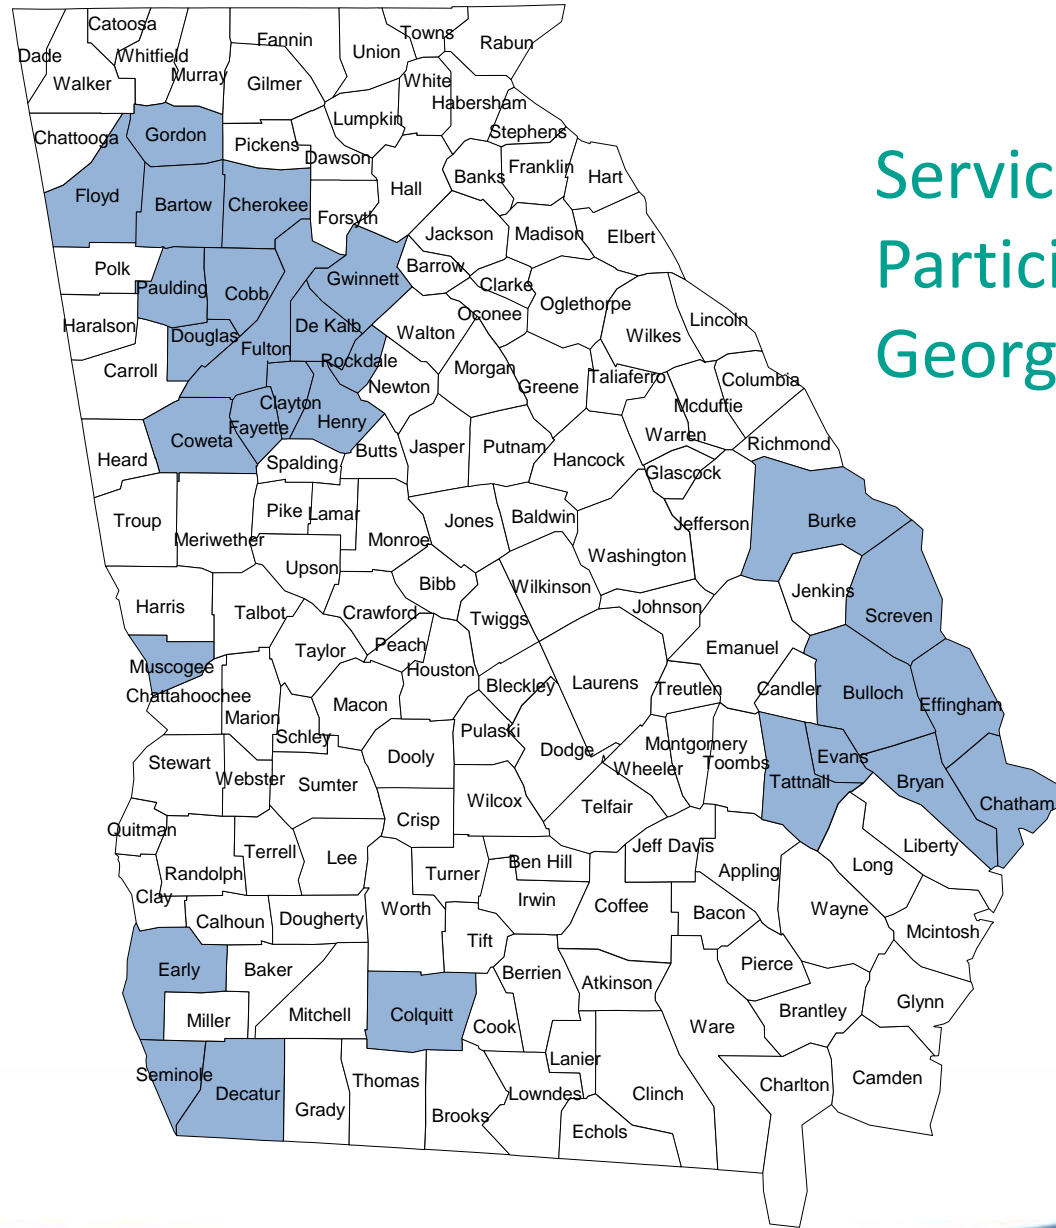 Catoosa
Fannin
Towns
Rabun
Dade
Whitfield
Union
Murray
Walker
Gilmer
White
Habersham
Lumpkin
Stephens
Chattooga
Gordon
Pickens
Dawson
Franklin
Banks
Hart
Hall
Floyd
Bartow
Cherokee
Forsyth
Jackson
Madison
Elbert
Polk
Barrow
Gwinnett
Clarke
Paulding
Cobb
Oglethorpe
Oconee
Haralson
Douglas
De Kalb
Walton
Wilkes
Lincoln
Fulton
Rockdale
Carroll
Morgan
Newton
Greene
Taliaferro
Columbia
Clayton
Mcduffie
Fayette
Henry
Coweta
Warren
Richmond
Heard
Spalding
Butts
Jasper
Putnam
Hancock
Glascock
Troup
Pike
Lamar
Jones
Baldwin
Jefferson
Burke
Meriwether
Monroe
Washington
Upson
Bibb
Wilkinson
Jenkins
Harris
Talbot
Crawford
Twiggs
Johnson
Screven
Taylor
Peach
Emanuel
Muscogee
Houston
Chattahoochee
Bleckley
Laurens
Treutlen
Candler
Bulloch
Effingham
Marion
Macon
Schley
Pulaski
Dodge
Montgomery
Stewart
Dooly
Wheeler
Toombs
Evans
Webster
Sumter
Tattnall
Bryan
Chatham
Wilcox
Telfair
Quitman
Crisp
Terrell
Lee
Ben Hill
Jeff Davis
Liberty
Randolph
Turner
Appling
Long
Clay
Calhoun
Dougherty
Worth
Irwin
Coffee
Bacon
Wayne
Mcintosh
Tift
Early
Baker
Berrien
Pierce
Atkinson
Miller
Mitchell
Colquitt
Cook
Ware
Brantley
Glynn
Lanier
Seminole
Decatur
Thomas
Lowndes
Clinch
Charlton
Camden
Grady
Brooks
Echols
Servic
Partici
Georg